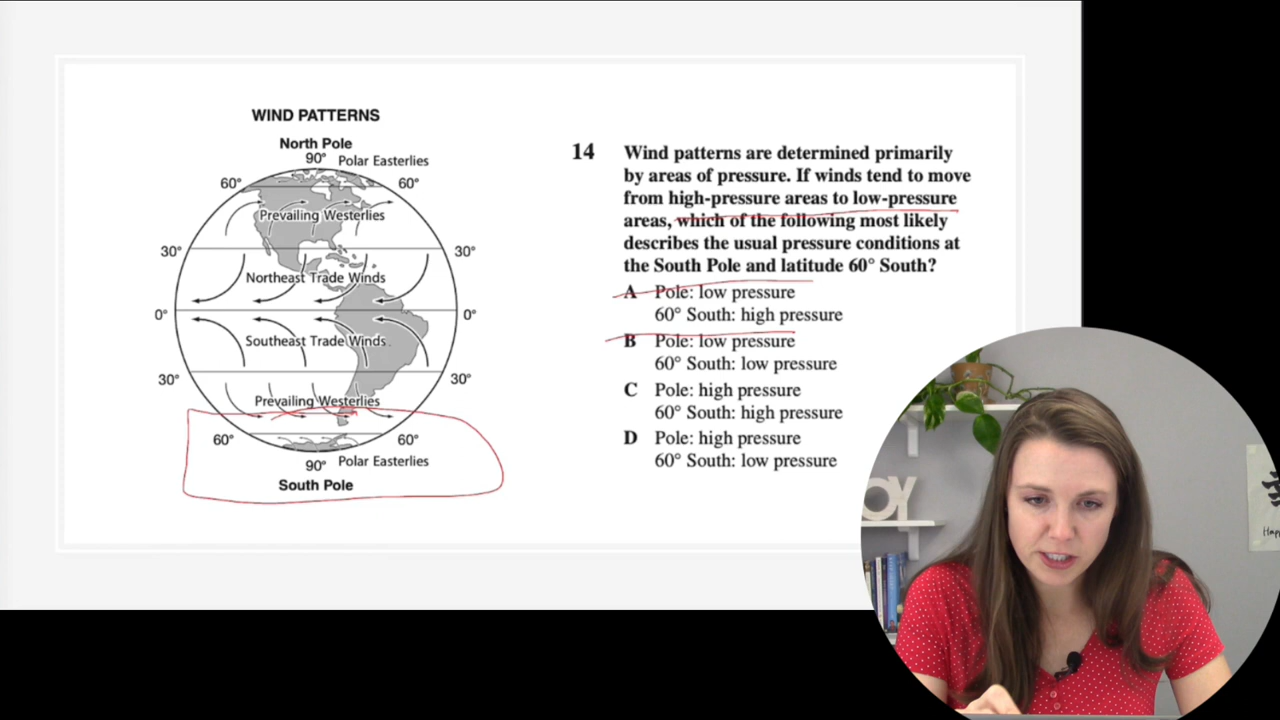 WIND PATTERNS
North Pole
90° Polar Easterlies
60° 60°
Prevailing Westerlies
30° 30°
Northeast Trade Winds
0° 0°
Southeast Trade Winds
30° 30°
Prevailing Westerlies
60° 60°
90° Polar Easterlies
South Pole
14 Wind patterns are determined primarily
by areas of pressure. If winds tend to move
from high-pressure areas to low-pressure
areas, which of the following most likely
describes the usual pressure conditions at
the South Pole and latitude 60° South?
A Pole: low pressure
60° South: high pressure
B Pole: low pressure
60° South: low pressure
C Pole: high pressure
60° South: high pressure
D Pole: high pressure
60° South: low pressure
OY